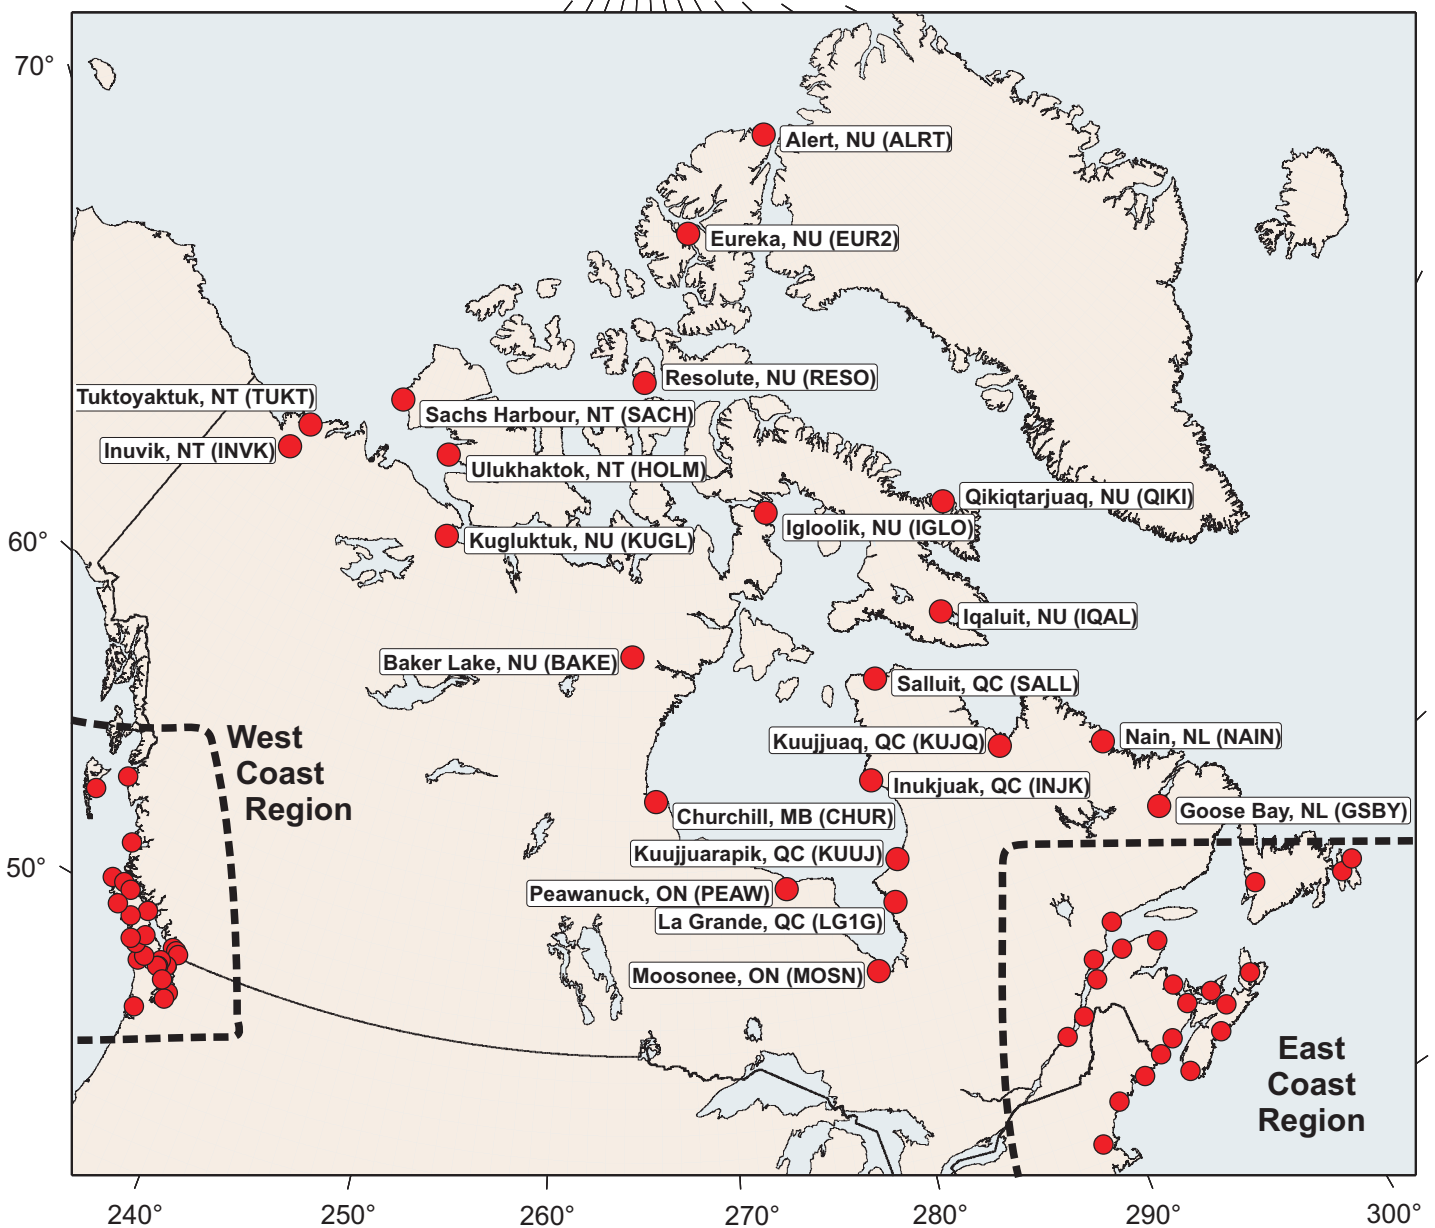 70°
Alert, NU (ALRT)
Eureka, NU (EUR2)
Resolute, NU (RESO)
Tuktoyaktuk, NT (TUKT)
Sachs Harbour, NT (SACH)
Inuvik, NT (INVK)
Ulukhaktok, NT (HOLM)
Qikiqtarjuaq, NU (QIKI)
Igloolik, NU (IGLO)
60°
Kugluktuk, NU (KUGL)
Iqaluit, NU (IQAL)
Baker Lake, NU (BAKE)
Salluit, QC (SALL)
West
Coast
Region
Kuujjuaq, QC (KUJQ)
Nain, NL (NAIN)
Inukjuak, QC (INJK)
Goose Bay, NL (GSBY)
Churchill, MB (CHUR)
Kuujjuarapik, QC (KUUJ)
50°
Peawanuck, ON (PEAW)
La Grande, QC (LG1G)
Moosonee, ON (MOSN)
East
Coast
Region
240°
250°
260°
270°
280°
290°
300°